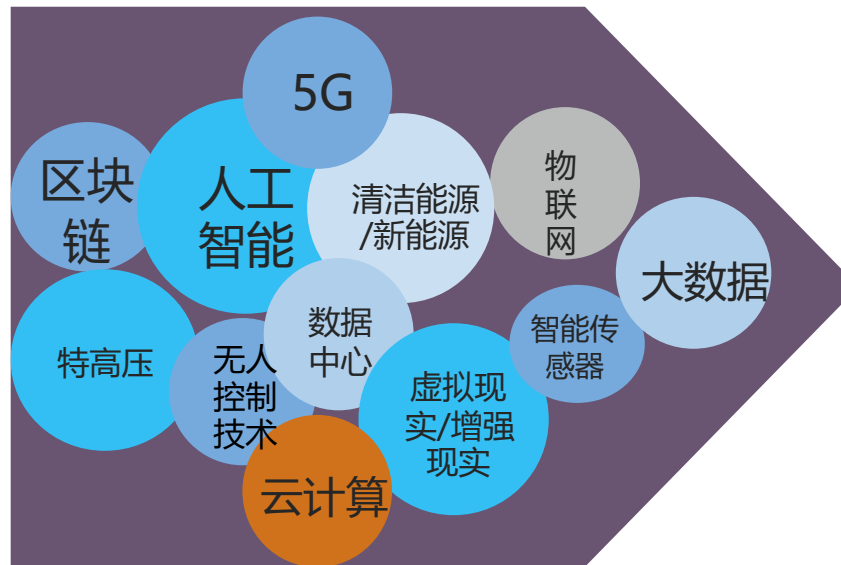 5G
区块
链
人工
智能
清洁能源
/新能源
物
联
网
大数据
特高压
无人
控制
技术
数据
中心
虚拟现
实/增强
现实
智能传
感器
云计算